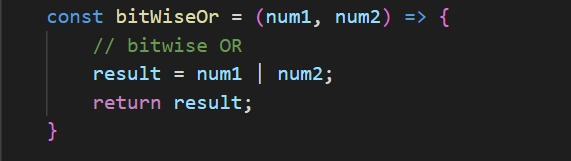 const bitWiseOr = (num1, num2) => {
    // bitwise OR
    result = num1 | num2;
    return result;
}